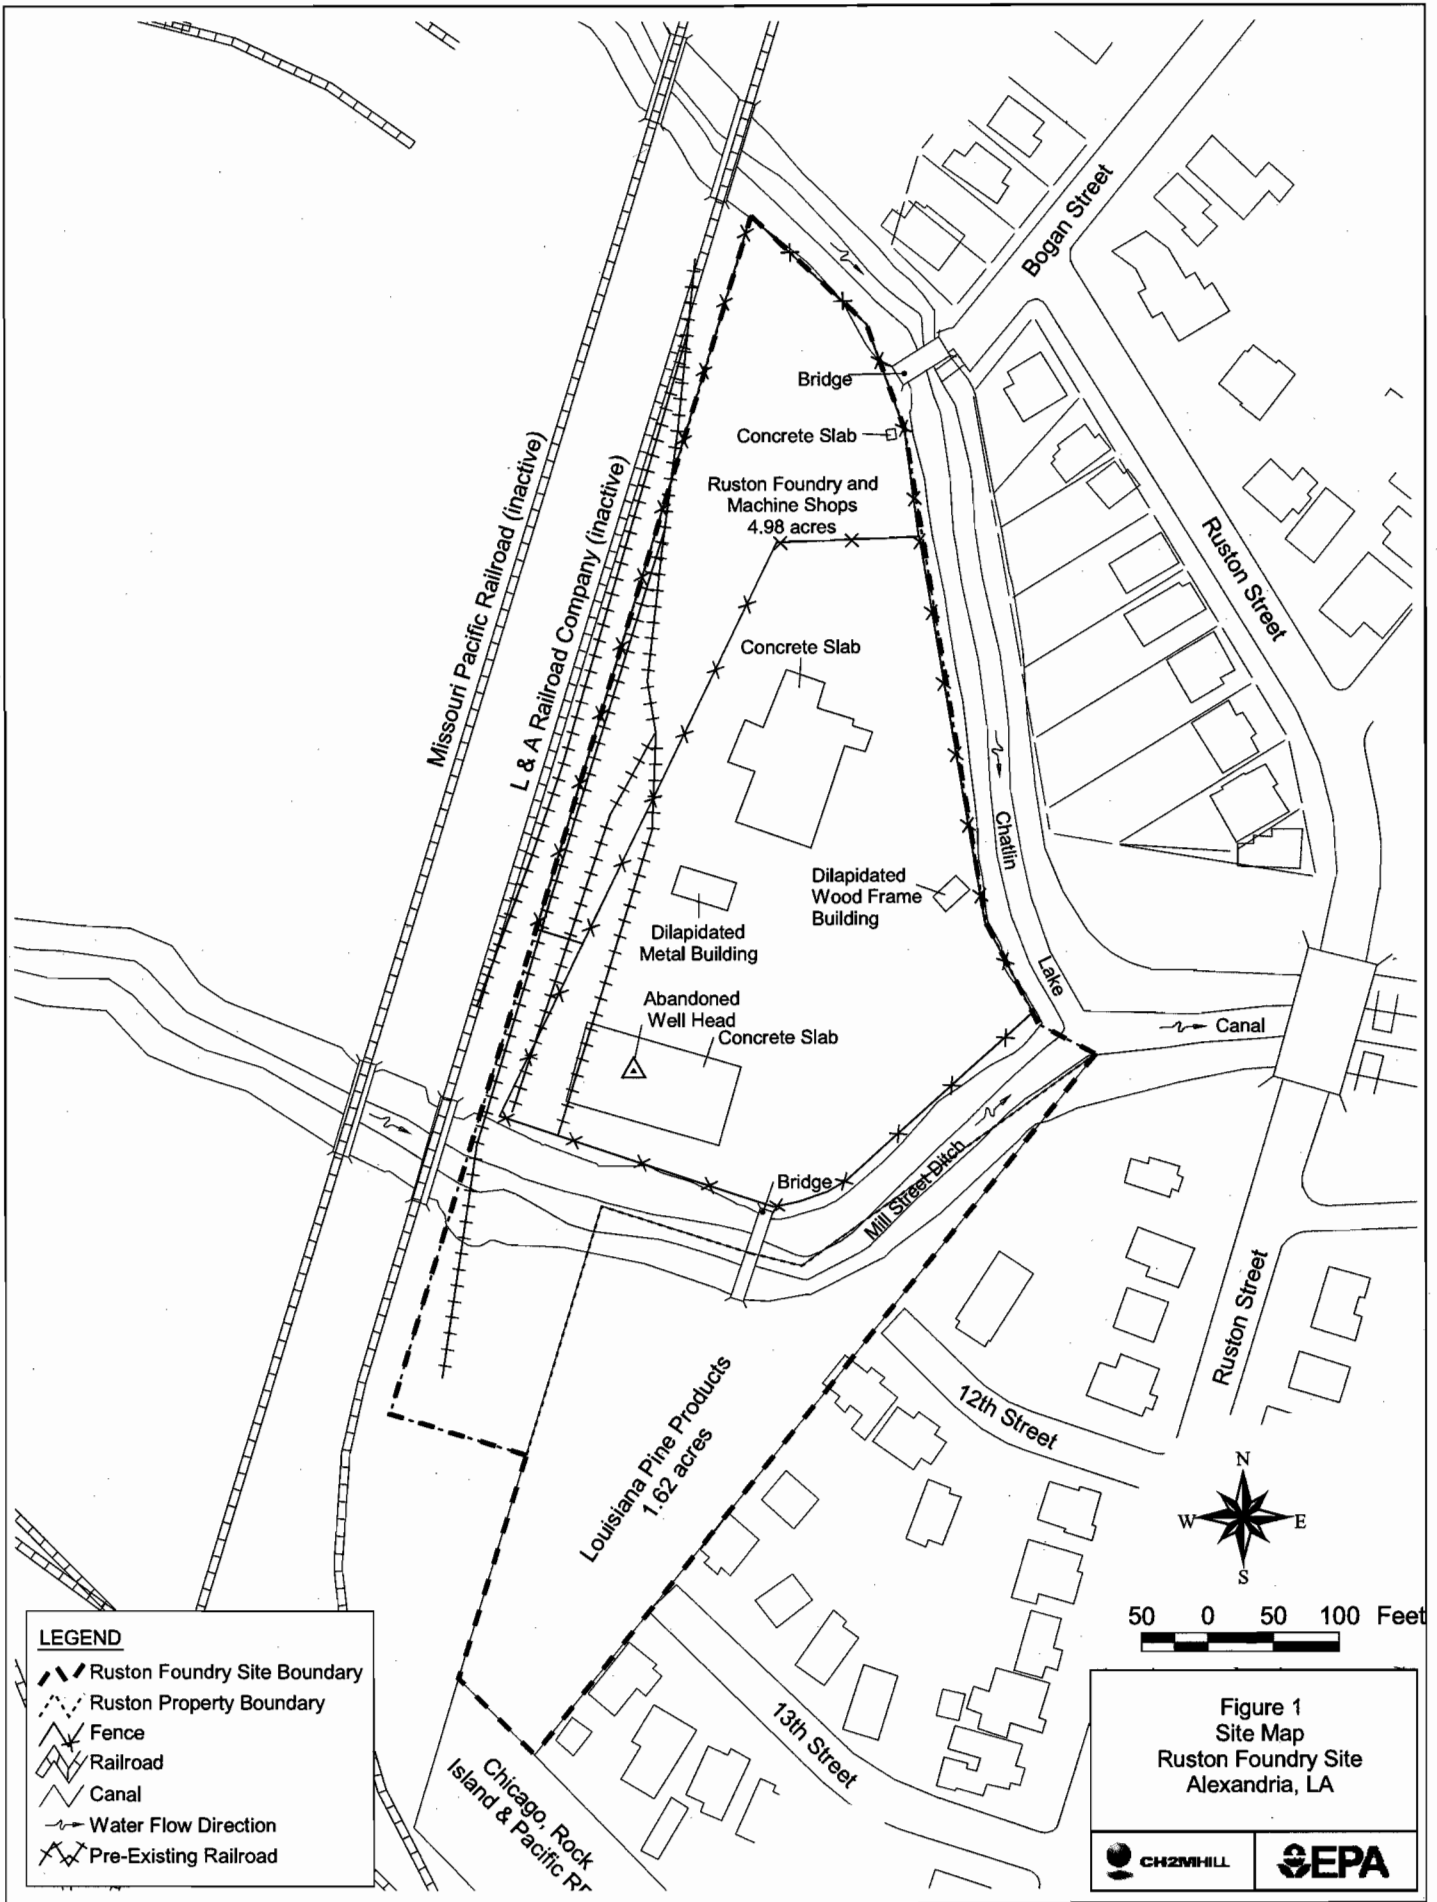 Bogan Street
Bridge
Concrete Slab
Ruston Foundry and
Machine Shops
4.98 acres
Missouri Pacific Railroad (inactive)
L & A Railroad Company (inactive)
Ruston Street
Concrete Slab
Chatlin
Dilapidated
Wood Frame
Building
Dilapidated
Metal Building
Lake
Abandoned
Well Head
Concrete Slab
Canal
Mill Street Ditch
Bridge
Ruston Street
12th Street
Louisiana Pine Products
1.62 acres
N
W
E
S
50 0 50 100 Feet
13th Street
Chicago, Rock
Island & Pacific RR
LEGEND
Ruston Foundry Site Boundary
Ruston Property Boundary
Fence
Railroad
Canal
Water Flow Direction
Pre-Existing Railroad
Figure 1
Site Map
Ruston Foundry Site
Alexandria, LA
CH2MHILL
EPA